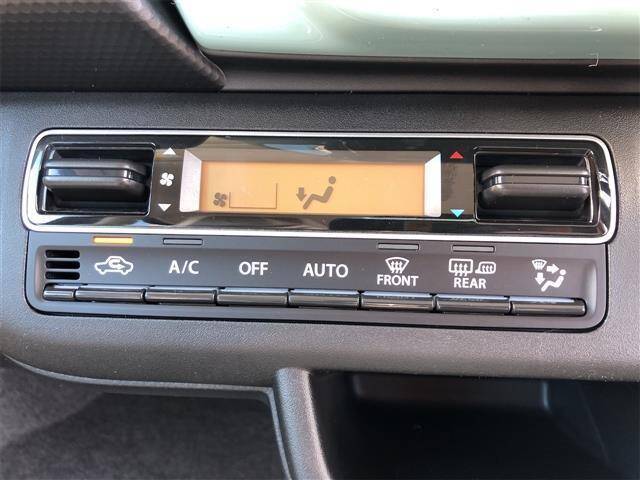 A/C OFF AUTO FRONT REAR